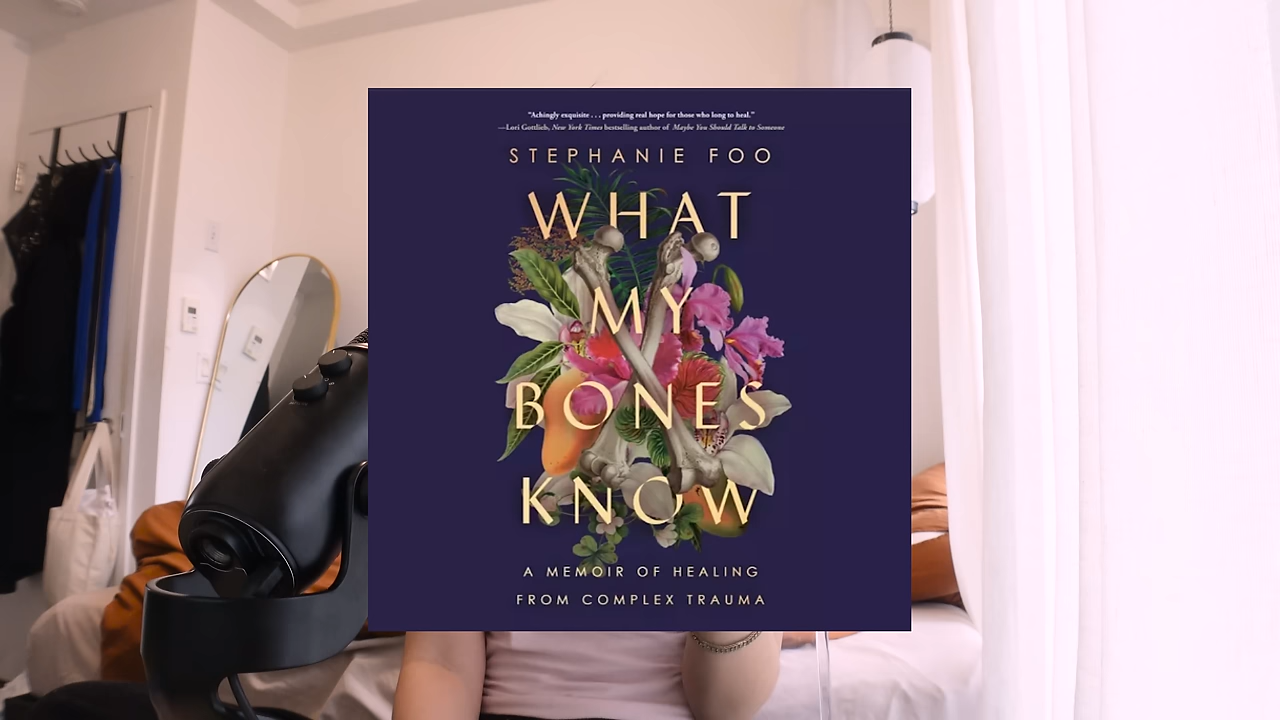 "Achingly exquisite . . . providing real hope for those who long to heal."
—Lori Gottlieb, New York Times bestselling author of Maybe You Should Talk to Someone
STEPHANIE FOO
WHAT
MY
BONES
KNOW
A MEMOIR OF HEALING
FROM COMPLEX TRAUMA